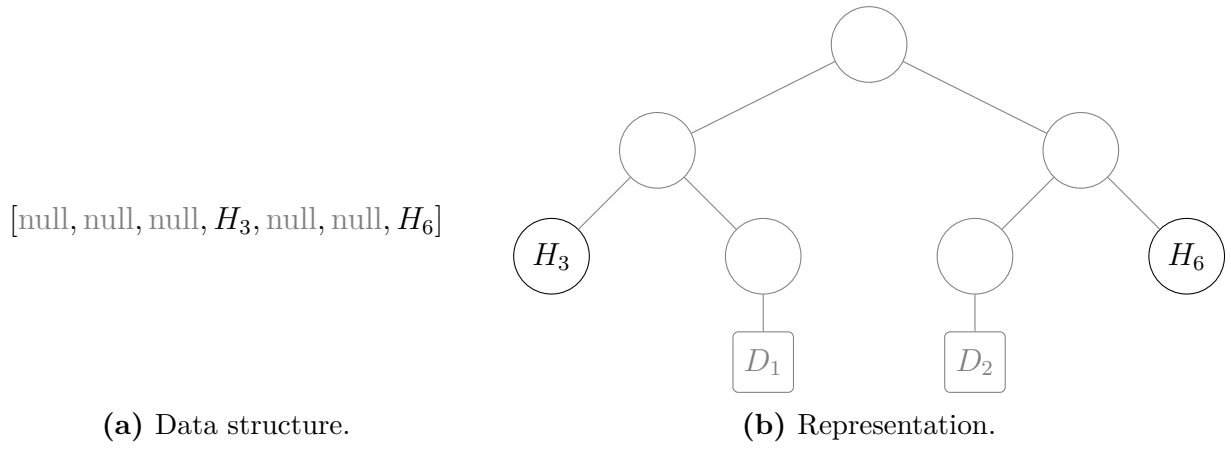 [null, null, null, H₃, null, null, H₆]
H₃
H₆
D₁
D₂
(a) Data structure.
(b) Representation.